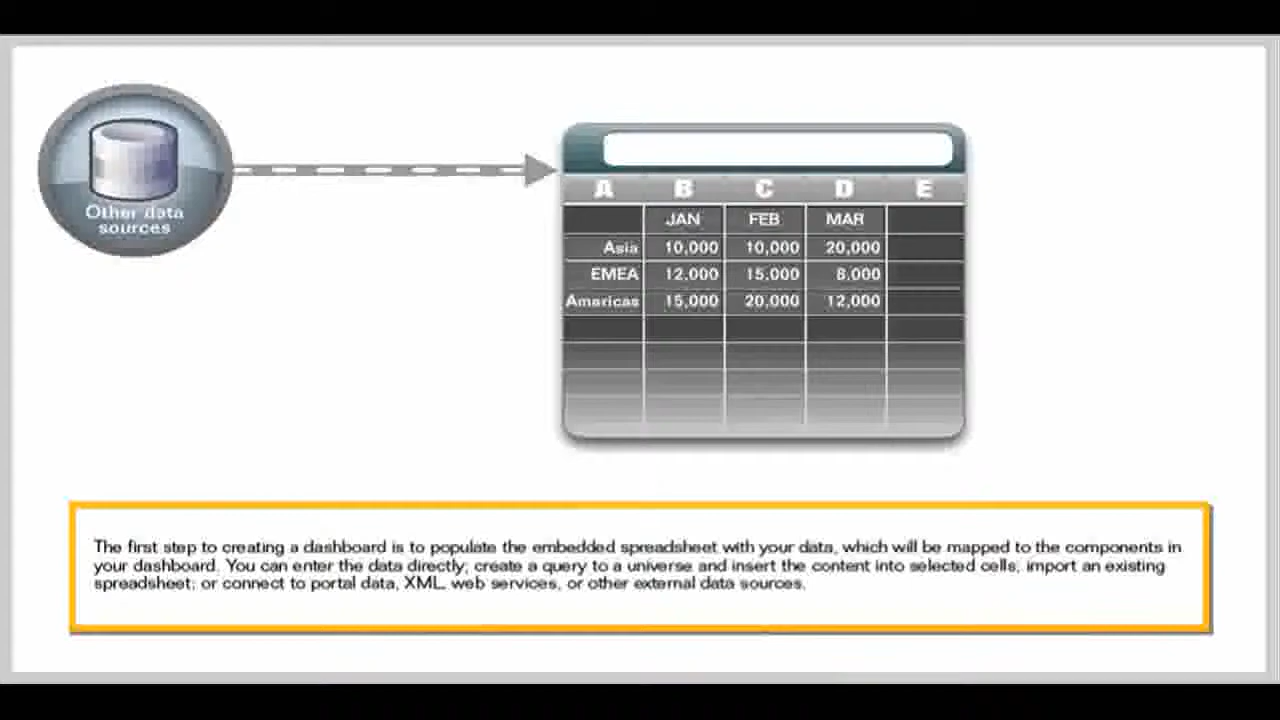 Other data
sources
A B C D E
JAN FEB MAR
Asia 10,000 10,000 20,000
EMEA 12,000 15,000 8,000
Americas 15,000 20,000 12,000
The first step to creating a dashboard is to populate the embedded spreadsheet with your data, which will be mapped to the components in
your dashboard. You can enter the data directly; create a query to a universe and insert the content into selected cells; import an existing
spreadsheet; or connect to portal data, XML, web services, or other external data sources.